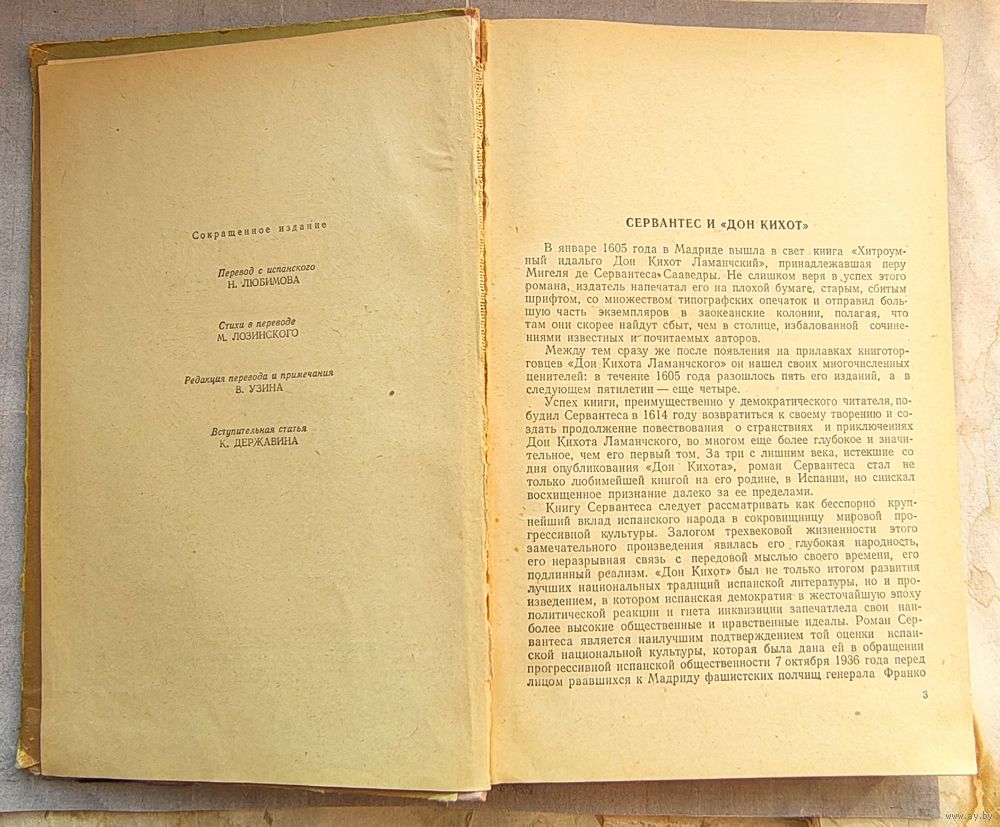 Сокращенное издание
Перевод с испанского
Н. ЛЮБИМОВА
Стихи в переводе
М. ЛОЗИНСКОГО
Редакция перевода и примечания
В. УЗИНА
Вступительная статья
К. ДЕРЖАВИНА
СЕРВАНТЕС И «ДОН КИХОТ»
В январе 1605 года в Мадриде вышла в свет книга «Хитроум-
ный идальго Дон Кихот Ламанчский», принадлежавшая перу
Мигеля де Сервантеса Сааведры. Не слишком веря в успех этого
романа, издатель напечатал его на плохой бумаге, старым, сбитым
шрифтом, со множеством типографских опечаток и отправил боль-
шую часть экземпляров в заокеанские колонии, полагая, что
там они скорее найдут сбыт, чем в столице, избалованной сочине-
ниями известных и почитаемых авторов.
Между тем сразу же после появления на прилавках книготор-
говцев «Дон Кихота Ламанчского» он нашел своих многочисленных
ценителей: в течение 1605 года разошлось пять его изданий, а в
следующем пятилетии — еще четыре.
Успех книги, преимущественно у демократического читателя, по-
будил Сервантеса в 1614 году возвратиться к своему творению и со-
здать продолжение повествования о странствиях и приключениях
Дон Кихота Ламанчского, во многом еще более глубокое и значи-
тельное, чем его первый том. За три с лишним века, истекшие со
дня опубликования «Дон Кихота», роман Сервантеса стал не
только любимейшей книгой на его родине, в Испании, но снискал
восхищенное признание далеко за ее пределами.
Книгу Сервантеса следует рассматривать как бесспорно круп-
нейший вклад испанского народа в сокровищницу мировой про-
грессивной культуры. Залогом трехвековой жизненности этого
замечательного произведения явилась его глубокая народность,
его неразрывная связь с передовой мыслью своего времени, его
подлинный реализм. «Дон Кихот» был не только итогом развития
лучших национальных традиций испанской литературы, но и про-
изведением, в котором испанская демократия в жесточайшую эпоху
политической реакции и гнета инквизиции запечатлела свои наи-
более высокие общественные и нравственные идеалы. Роман Сер-
вантеса является наилучшим подтверждением той оценки испан-
ской национальной культуры, которая была дана ей в обращении
прогрессивной испанской общественности 7 октября 1936 года перед
лицом рвавшихся к Мадриду фашистских полчищ генерала Франко
3
www.ay.by